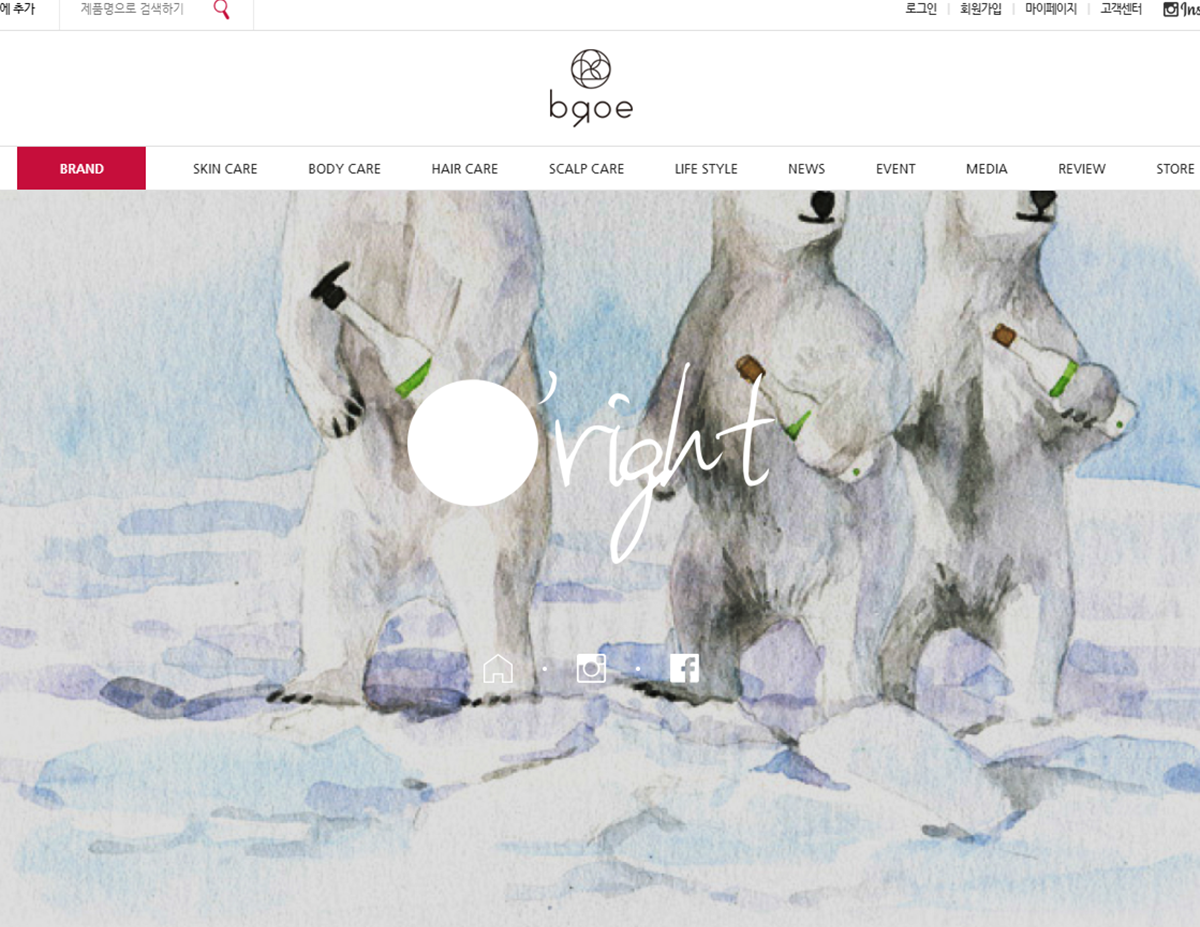 에 추가 제품명으로 검색하기 로그인 | 회원가입 | 마이페이지 | 고객센터 Ins
bgoe
BRAND SKIN CARE BODY CARE HAIR CARE SCALP CARE LIFE STYLE NEWS EVENT MEDIA REVIEW STORE
O'right